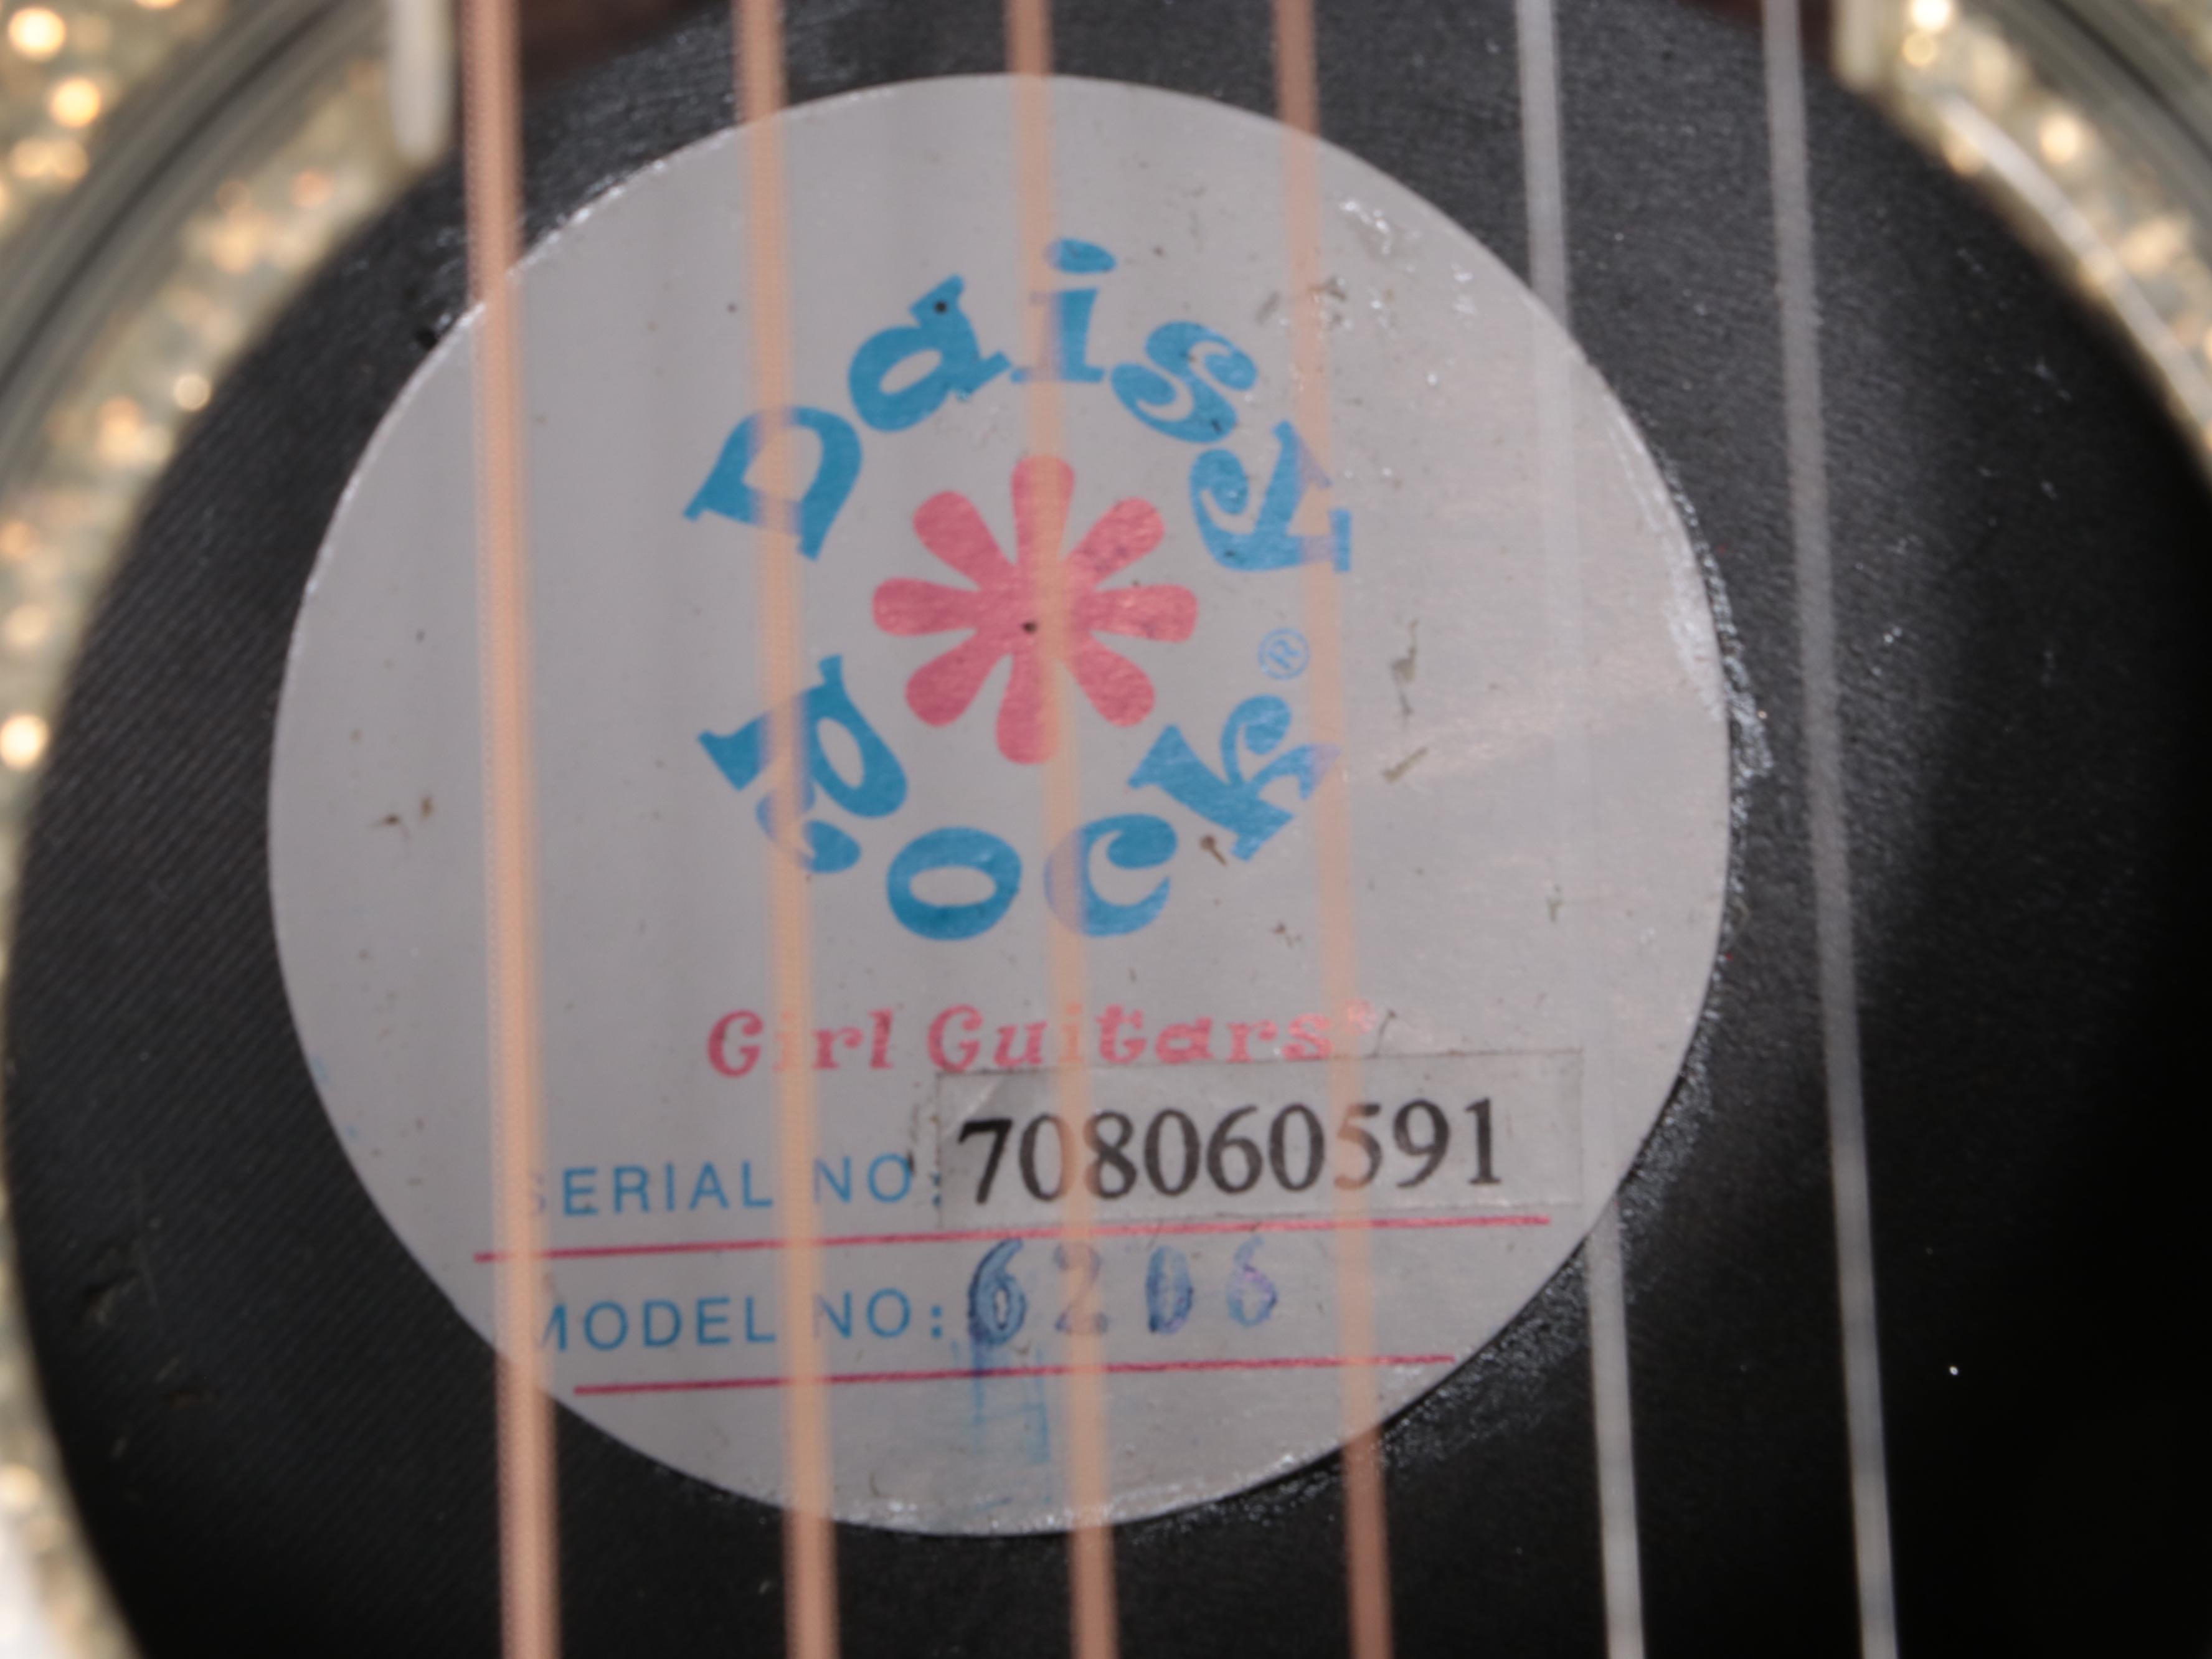 Daisy
Rock®
Girl Guitars®
SERIAL NO: 708060591
MODEL NO: 6206